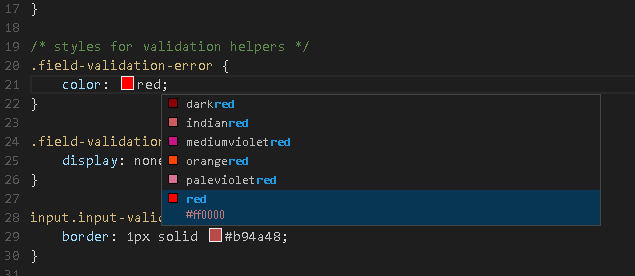 17 }
18
19 /* styles for validation helpers */
20 .field-validation-error {
21 color: red;
22 }
23
24 .field-validation
25 display: none
26 }
27
28 input.input-vali
29 border: 1px solid #b94a48;
30 }
31
darkred
indianred
mediumvioletred
orangered
palevioletred
red
#ff0000